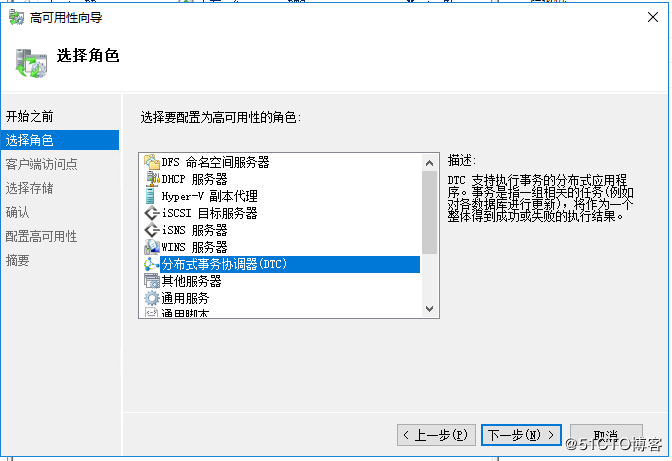 高可用性向导
选择角色
开始之前
选择角色
客户端访问点
选择存储
确认
配置高可用性
摘要
选择要配置为高可用性的角色:
DFS 命名空间服务器
DHCP 服务器
Hyper-V 副本代理
iSCSI 目标服务器
iSNS 服务器
WINS 服务器
分布式事务协调器(DTC)
其他服务器
通用服务
通用脚本
描述:
DTC 支持执行事务的分布式应用程
序。事务是指一组相关的任务(例如
对各数据库进行更新)，将作为一个
整体得到成功或失败的执行结果。
< 上一步(P)
下一步(N) >
取消
@51CTO博客